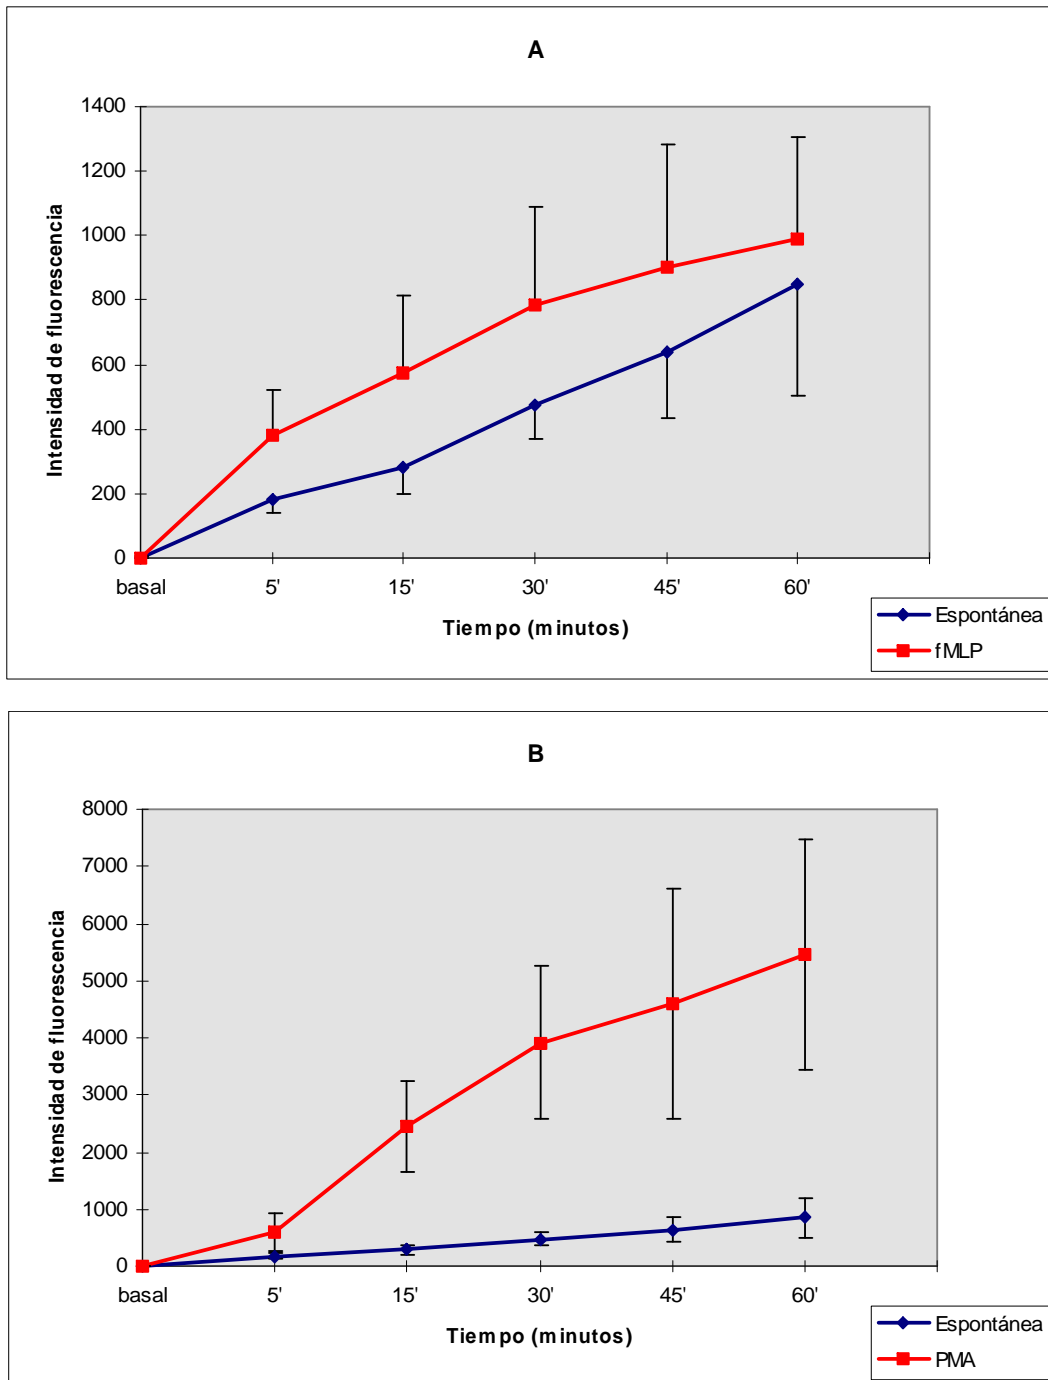 A
1400
1200
1000
800
600
400
200
0
Intensidad de fluorescencia
basal 5' 15' 30' 45' 60'
Tiempo (minutos)
Espontánea
fMLP
B
8000
7000
6000
5000
4000
3000
2000
1000
0
Intensidad de fluorescencia
basal 5' 15' 30' 45' 60'
Tiempo (minutos)
Espontánea
PMA